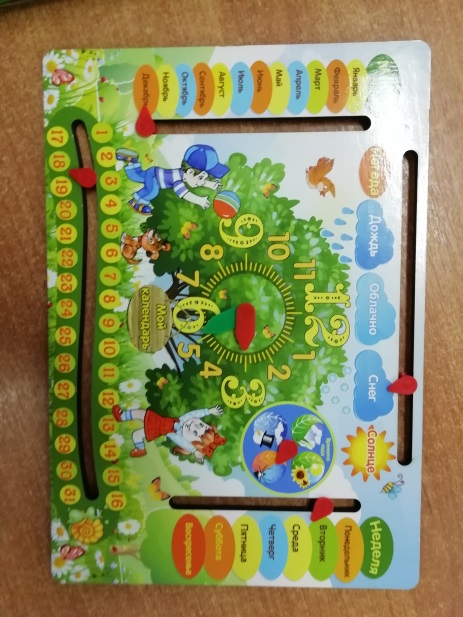 Январь
Февраль
Март
Апрель
Май
Июнь
Июль
Август
Сентябрь
Октябрь
Ноябрь
Декабрь
Погода
Дождь
Облачно
Снег
Солнце
Неделя
Понедельник
Вторник
Среда
Четверг
Пятница
Суббота
Воскресенье
12
1
2
3
4
5
6
7
8
9
10
11
Мой
календарь
1 2 3 4 5 6 7 8 9 10 11 12 13 14 15 16
17 18 19 20 21 22 23 24 25 26 27 28 29 30 31